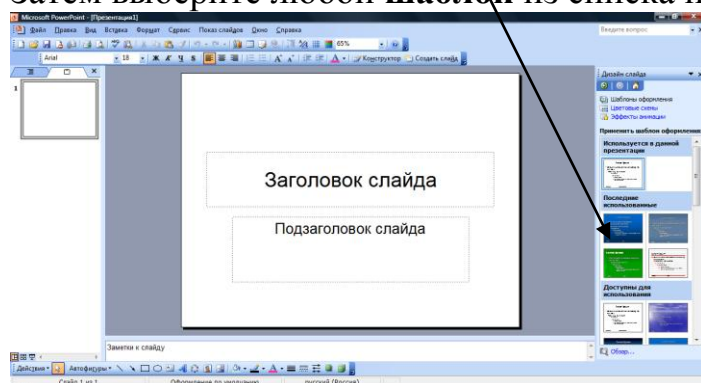 Затем выберите любой шаблон из списка
Microsoft PowerPoint - [Презентация1]
Файл Правка Вид Вставка Формат Сервис Показ слайдов Окно Справка
Введите вопрос
65%
Arial 18 Ж К Ч S Конструктор Создать слайд
Дизайн слайда
1
Шаблоны оформления
Цветовые схемы
Эффекты анимации
Применить шаблон оформления
Используется в данной презентации
Заголовок слайда
Подзаголовок слайда
Последние использованные
Доступны для использования
Заметки к слайду
Обзор...
Действия Автофигуры
Слайд 1 из 1 Оформление по умолчанию русский (Россия)